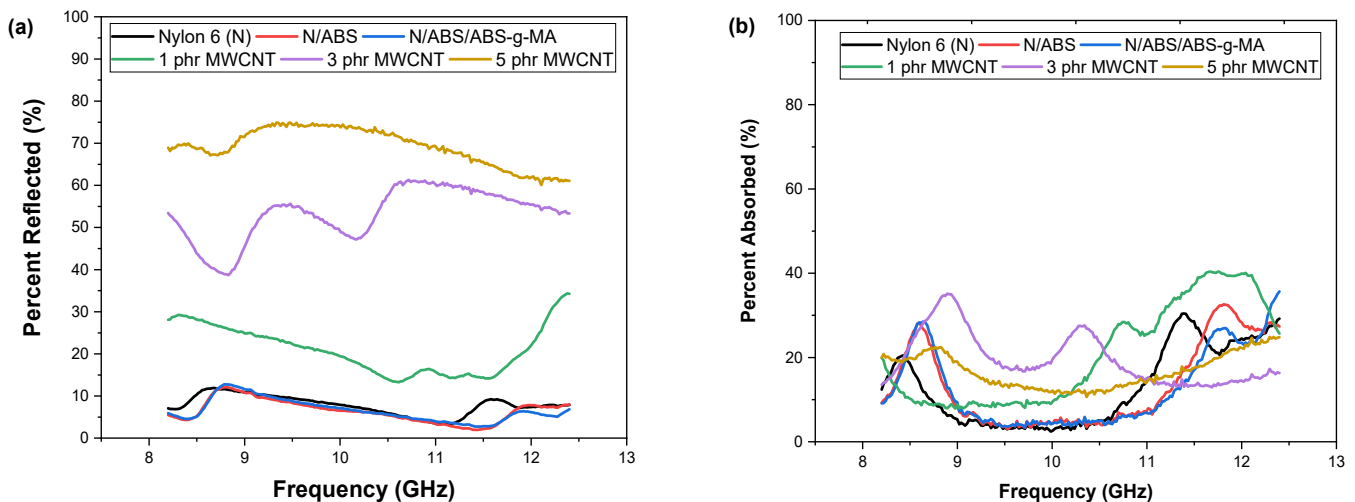 (a)
Nylon 6 (N) N/ABS N/ABS/ABS-g-MA
1 phr MWCNT 3 phr MWCNT 5 phr MWCNT
Percent Reflected (%)
100
90
80
70
60
50
40
30
20
10
0
8 9 10 11 12 13
Frequency (GHz)
(b)
Nylon 6 (N) N/ABS N/ABS/ABS-g-MA
1 phr MWCNT 3 phr MWCNT 5 phr MWCNT
Percent Absorbed (%)
100
80
60
40
20
0
8 9 10 11 12 13
Frequency (GHz)